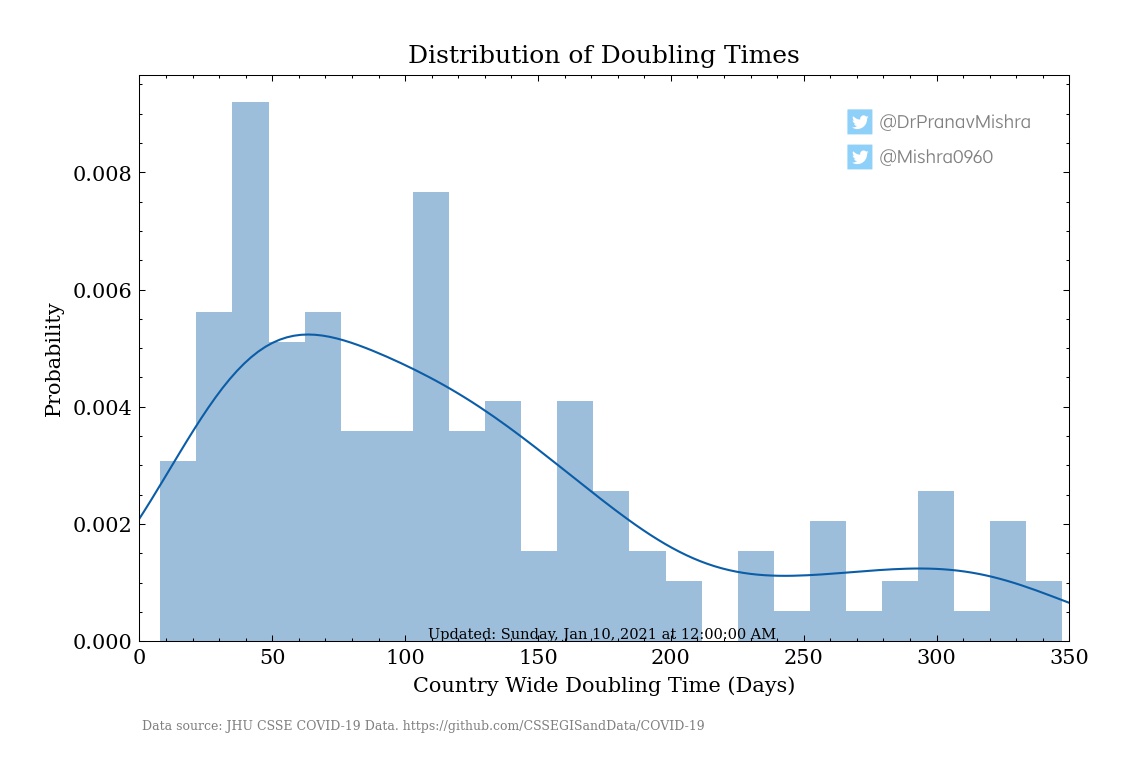 Distribution of Doubling Times
@DrPranavMishra
@Mishra0960
0.008
0.006
0.004
0.002
0.000
Probability
Updated: Sunday, Jan 10, 2021 at 12:00:00 AM
0 50 100 150 200 250 300 350
Country Wide Doubling Time (Days)
Data source: JHU CSSE COVID-19 Data. https://github.com/CSSEGISandData/COVID-19